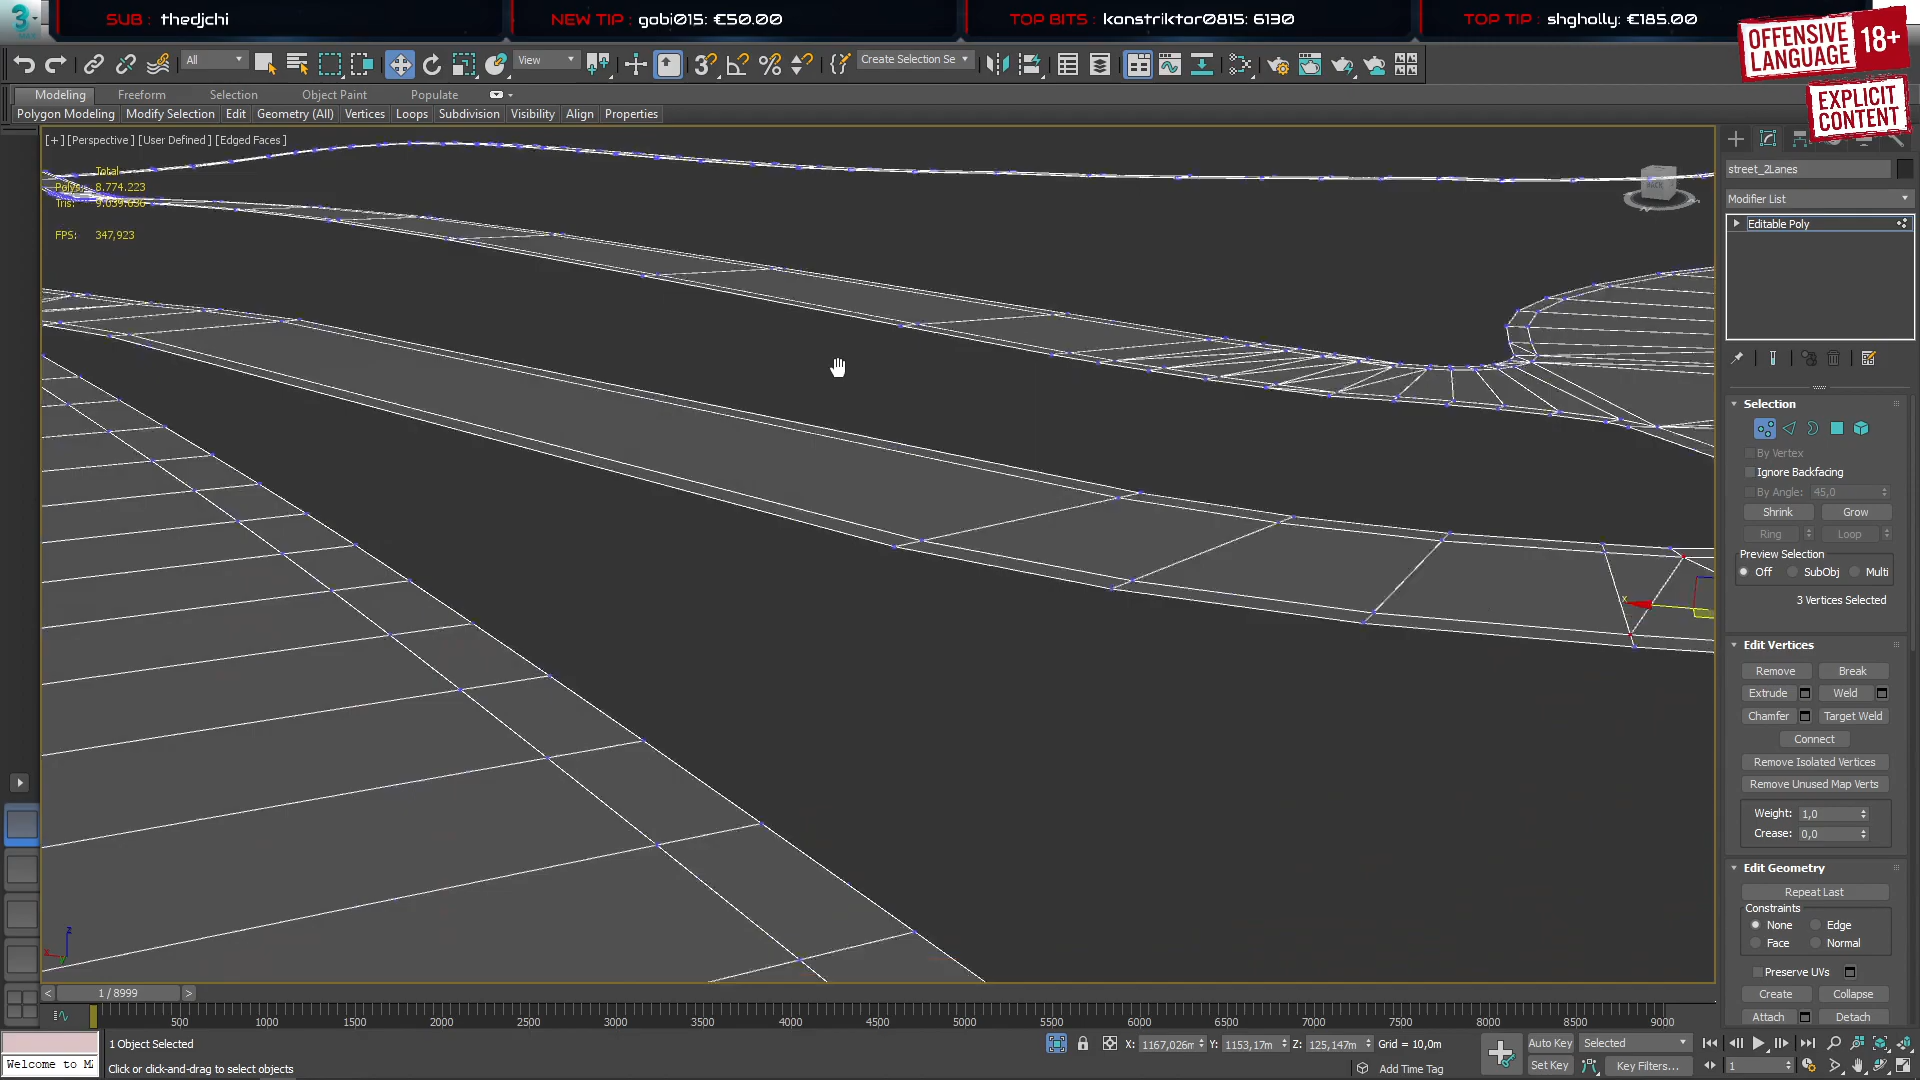 SUB : thedjchi
NEW TIP : gobi015: €50.00
TOP BITS : konstriktor0815: 6130
TOP TIP : shgholly: €185.00
OFFENSIVE LANGUAGE 18+
EXPLICIT CONTENT
All
View
Create Selection Se
Modeling
Freeform
Selection
Object Paint
Populate
Polygon Modeling
Modify Selection
Edit
Geometry (All)
Vertices
Loops
Subdivision
Visibility
Align
Properties
[+] [Perspective ] [User Defined ] [Edged Faces ]
Total
Polys: 8.774.223
Tris: 9.039.636
FPS: 347,923
BACK
street_2Lanes
Modifier List
Editable Poly
Selection
By Vertex
Ignore Backfacing
By Angle: 45,0
Shrink
Grow
Ring
Loop
Preview Selection
Off
SubObj
Multi
3 Vertices Selected
Edit Vertices
Remove
Break
Extrude
Weld
Chamfer
Target Weld
Connect
Remove Isolated Vertices
Remove Unused Map Verts
Weight: 1,0
Crease: 0,0
Edit Geometry
Repeat Last
Constraints
None
Edge
Face
Normal
Preserve UVs
Create
Collapse
Attach
Detach
x
z
< 1 / 8999 >
500 1000 1500 2000 2500 3000 3500 4000 4500 5000 5500 6000 6500 7000 7500 8000 8500 9000
1 Object Selected
X: 1167,026m
Y: 1153,17m
Z: 125,147m
Grid = 10,0m
Auto Key
Selected
Welcome to M
Click or click-and-drag to select objects
Add Time Tag
Set Key
Key Filters...
1